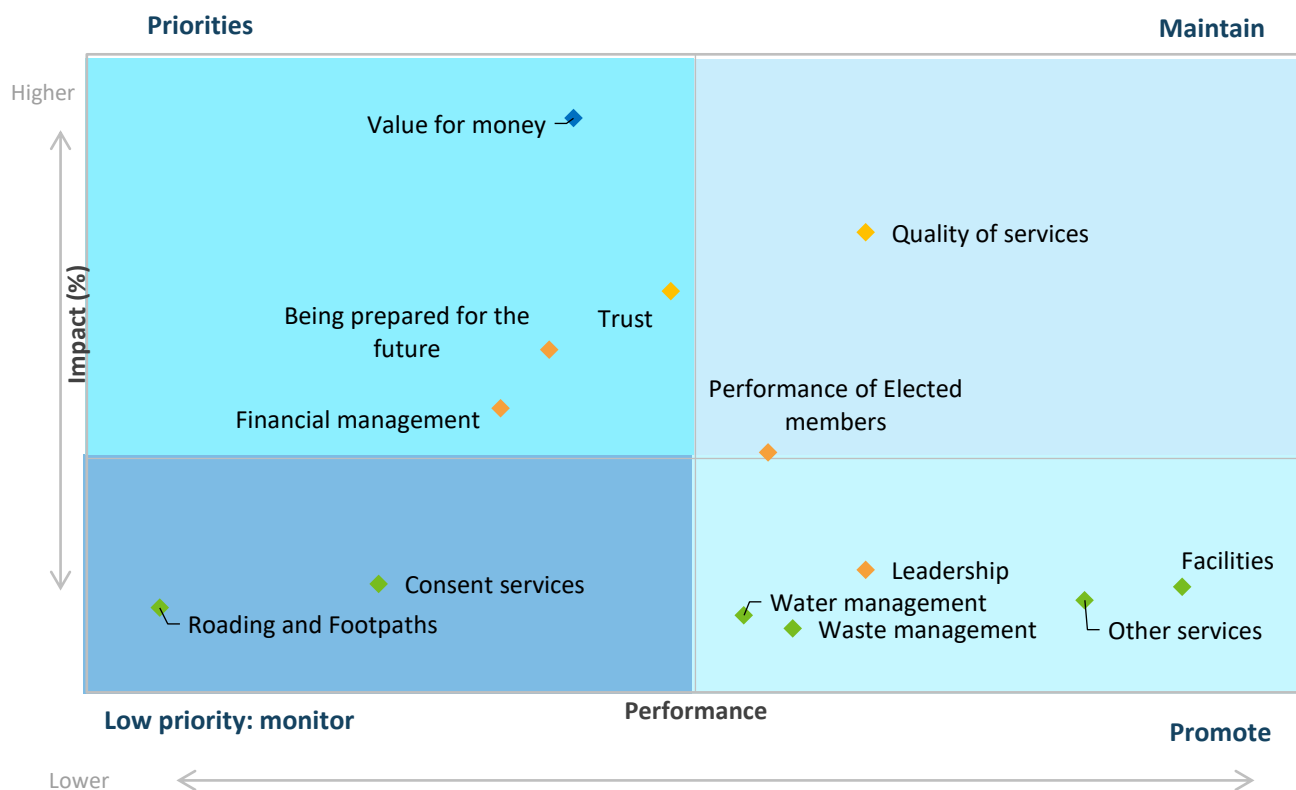 Priorities
Maintain
Higher
Value for money
Quality of services
Impact (%)
Being prepared for the
future
Trust
Performance of Elected
members
Financial management
Facilities
Leadership
Consent services
Water management
Roading and Footpaths
Waste management
Other services
Low priority: monitor
Performance
Promote
Lower